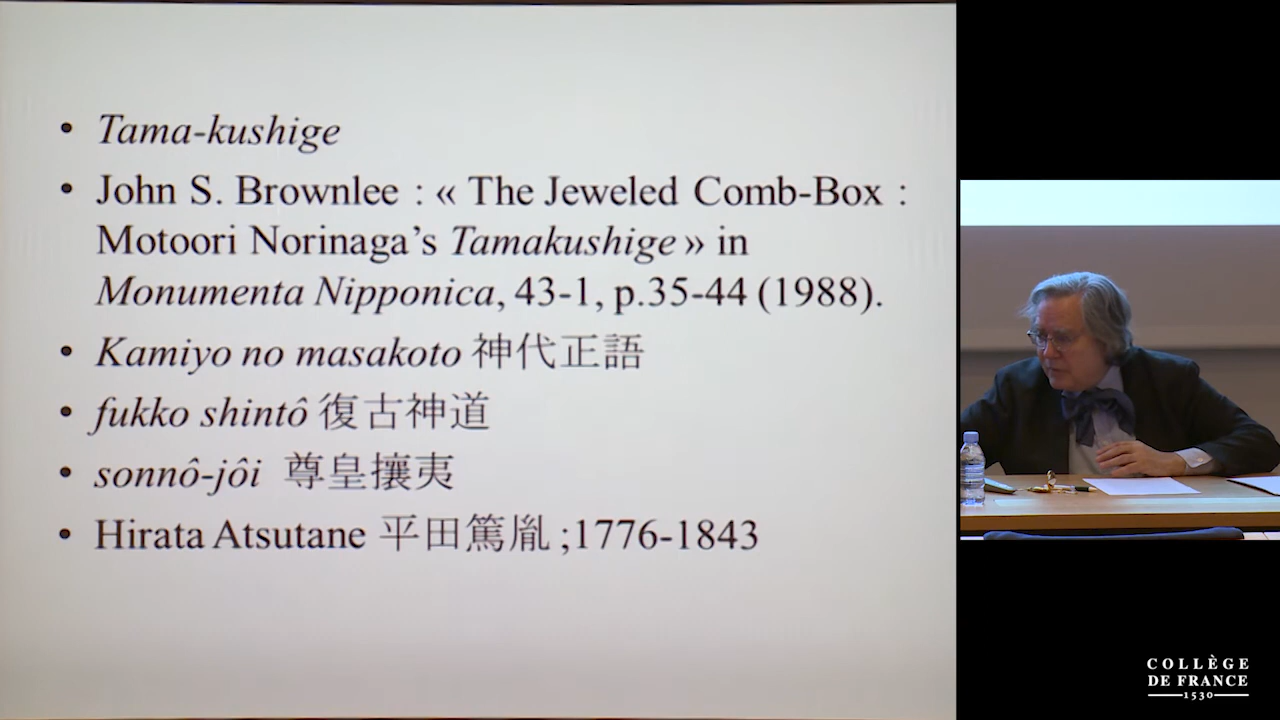 • Tama-kushige
• John S. Brownlee : « The Jeweled Comb-Box :
Motoori Norinaga’s Tamakushige » in
Monumenta Nipponica, 43-1, p.35-44 (1988).
• Kamiyo no masakoto 神代正語
• fukko shintô 復古神道
• sonnô-jôi 尊皇攘夷
• Hirata Atsutane 平田篤胤 ;1776-1843
COLLÈGE
DE FRANCE
1530